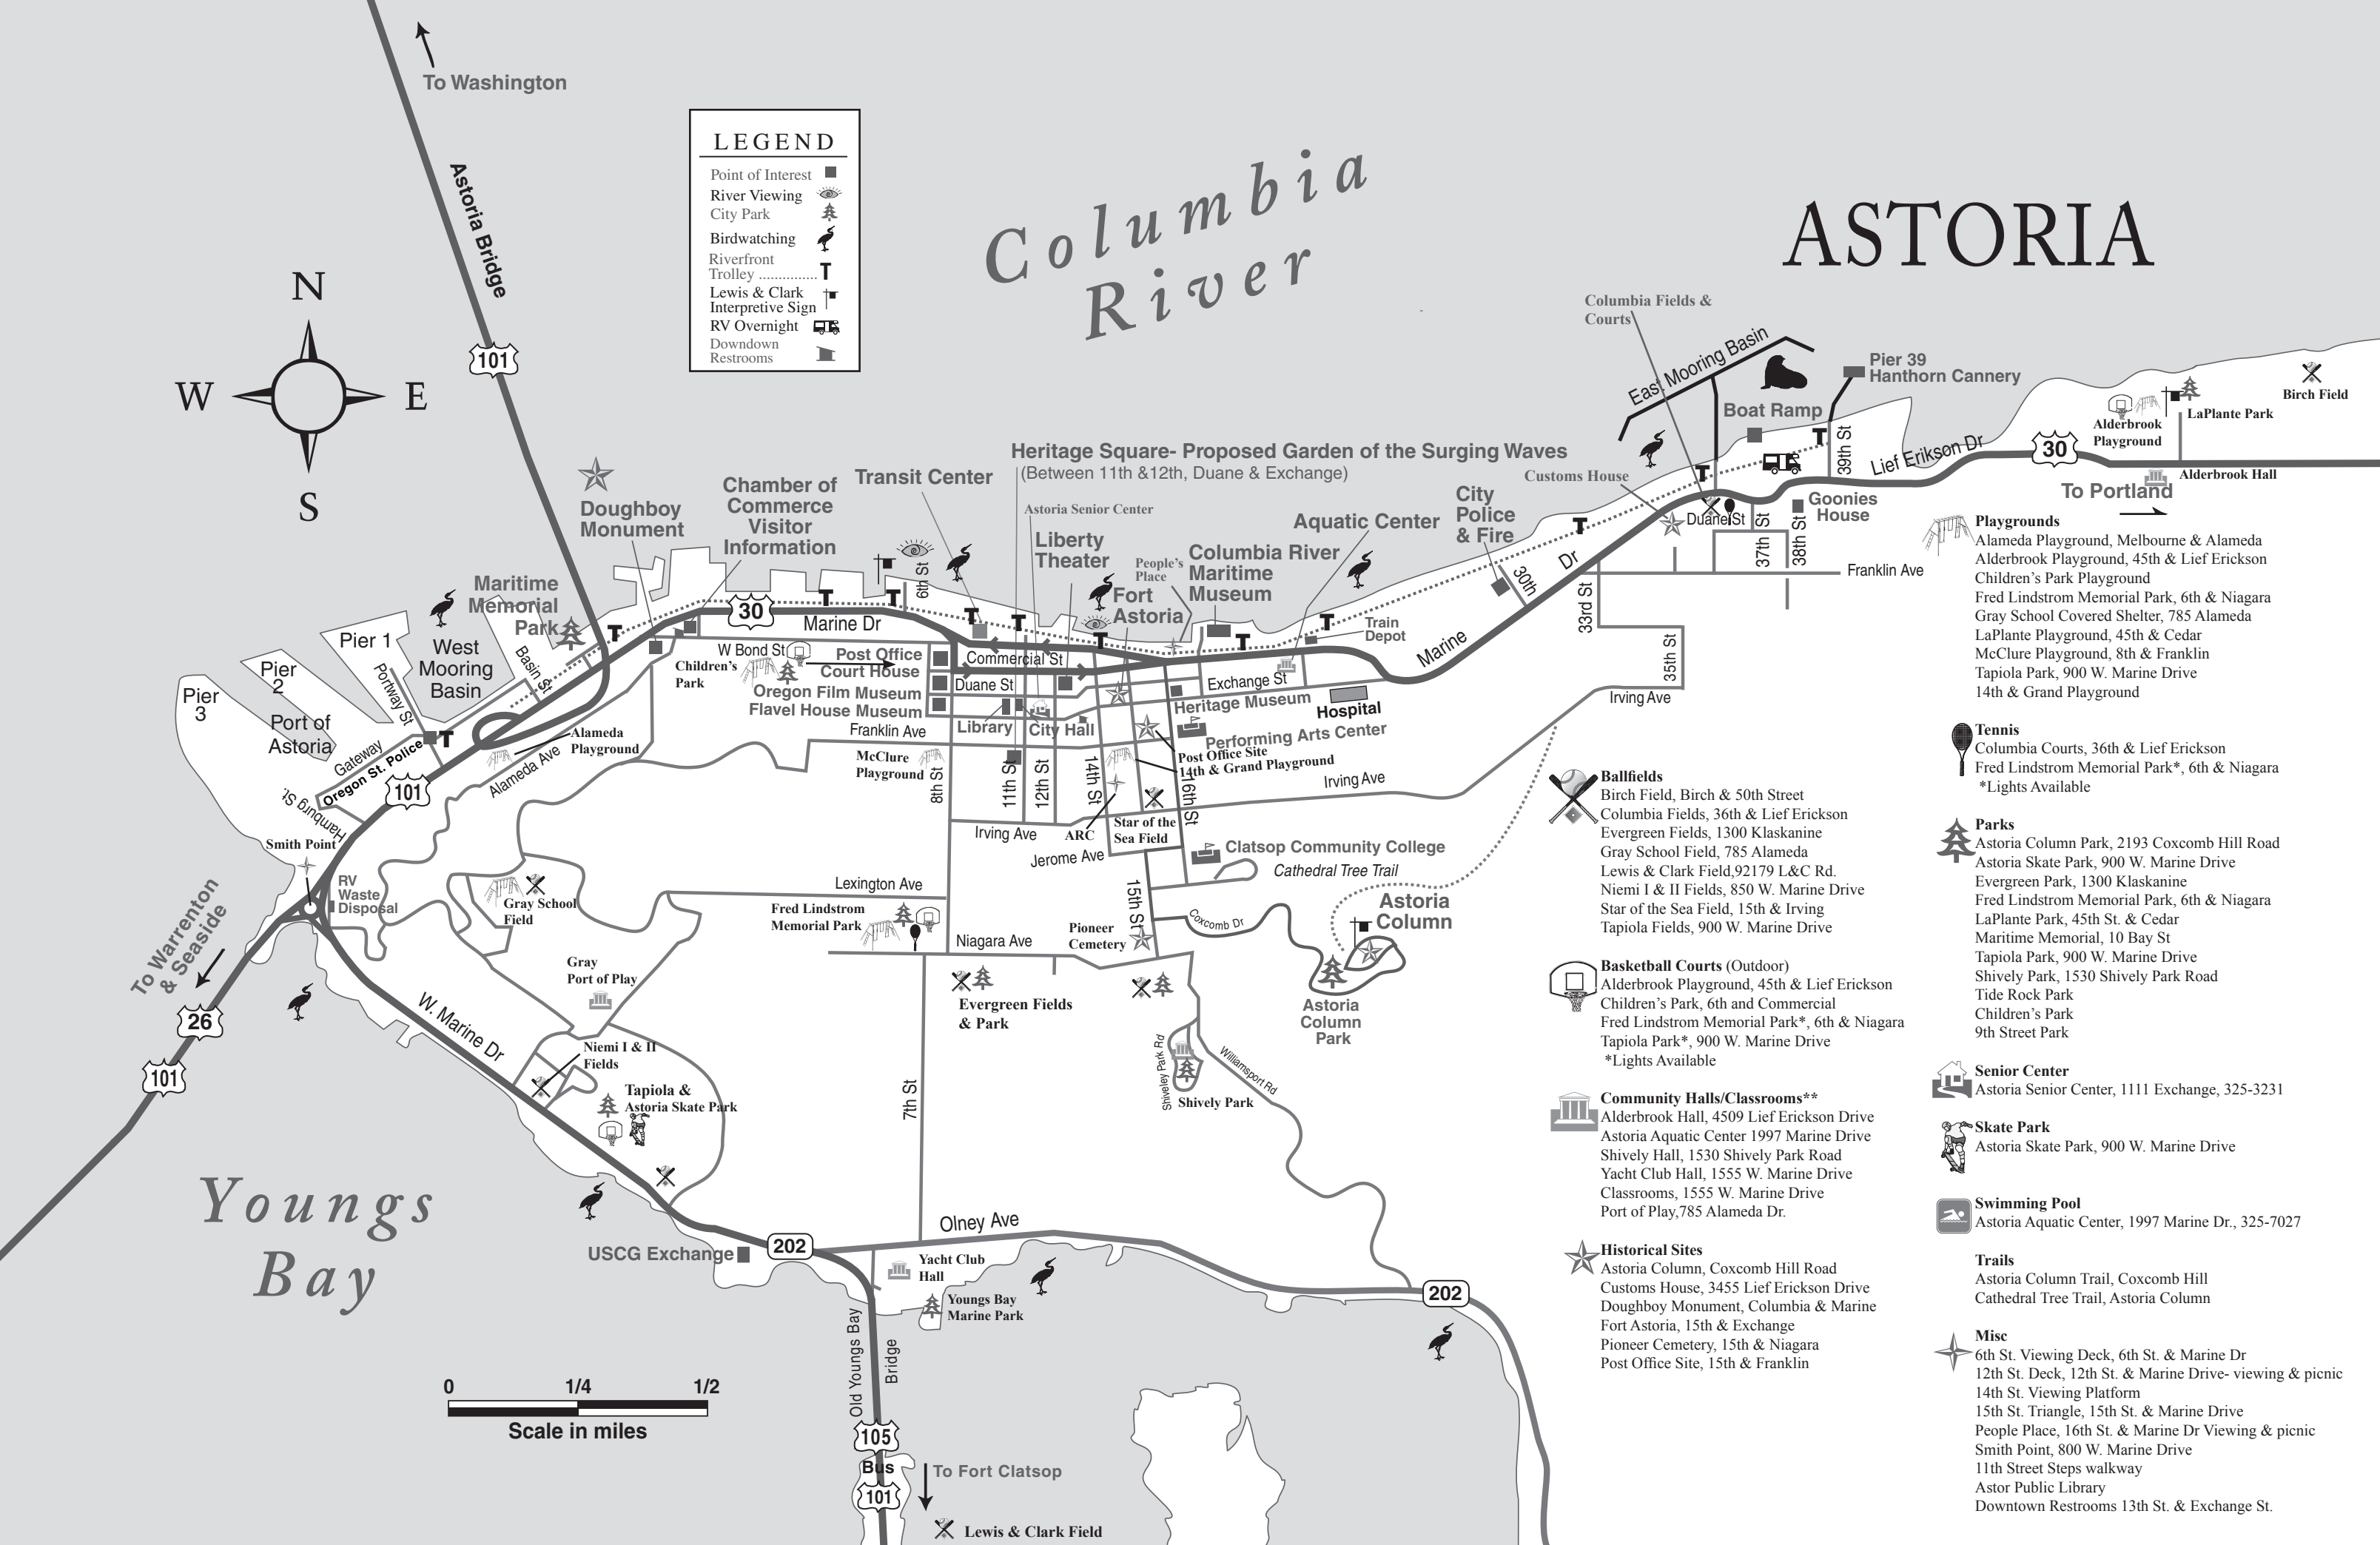 To Washington
Astoria Bridge
101
LEGEND
Point of Interest
River Viewing
City Park
Birdwatching
Riverfront
Trolley ............... T
Lewis & Clark
Interpretive Sign
RV Overnight
Downdown
Restrooms
Columbia
River
ASTORIA
N
W
E
S
Columbia Fields &
Courts
East Mooring Basin
Pier 39
Hanthorn Cannery
Boat Ramp
Birch Field
LaPlante Park
Alderbrook
Playground
39th St
Lief Erikson Dr
30
Alderbrook Hall
To Portland
Heritage Square- Proposed Garden of the Surging Waves
(Between 11th &12th, Duane & Exchange)
Transit Center
Chamber of
Commerce
Visitor
Information
Doughboy
Monument
Astoria Senior Center
Liberty
Theater
People's
Place
Columbia River
Maritime
Museum
Aquatic Center
City
Police
& Fire
Customs House
Goonies
House
Duane St
37th St
38th St
Franklin Ave
30th
33rd St
35th St
Irving Ave
Marine Dr
Train
Depot
Fort
Astoria
6th St
Maritime
Memorial
Park
30
Marine Dr
Pier 1
Pier
2
Pier
3
Port of
Astoria
West
Mooring
Basin
Portway St
Basin St
W Bond St
Children's
Park
Post Office
Court House
Oregon Film Museum
Flavel House Museum
Commercial St
Duane St
Exchange St
Heritage Museum
Hospital
Library
City Hall
Franklin Ave
Performing Arts Center
Post Office Site
14th & Grand Playground
Irving Ave
Gateway
Oregon St. Police
Hamburg St.
101
Alameda
Playground
Alameda Ave
McClure
Playground
8th St
11th St
12th St
14th St
16th St
Irving Ave
ARC
Star of the
Sea Field
Jerome Ave
Smith Point
RV
Waste
Disposal
Gray School
Field
Lexington Ave
Clatsop Community College
Cathedral Tree Trail
Astoria
Column
15th St
Coxcomb Dr
Fred Lindstrom
Memorial Park
Niagara Ave
Pioneer
Cemetery
To Warrenton
& Seaside
26
101
Gray
Port of Play
Evergreen Fields
& Park
Astoria
Column
Park
W. Marine Dr
Niemi I & II
Fields
Tapiola &
Astoria Skate Park
7th St
Shiveley Park Rd
Williamsport Rd
Shively Park
Youngs
Bay
Olney Ave
USCG Exchange
202
Yacht Club
Hall
Youngs Bay
Marine Park
202
Old Youngs Bay
Bridge
0 1/4 1/2
Scale in miles
105
Bus
101
To Fort Clatsop
Lewis & Clark Field
Ballfields
Birch Field, Birch & 50th Street
Columbia Fields, 36th & Lief Erickson
Evergreen Fields, 1300 Klaskanine
Gray School Field, 785 Alameda
Lewis & Clark Field,92179 L&C Rd.
Niemi I & II Fields, 850 W. Marine Drive
Star of the Sea Field, 15th & Irving
Tapiola Fields, 900 W. Marine Drive
Basketball Courts (Outdoor)
Alderbrook Playground, 45th & Lief Erickson
Children's Park, 6th and Commercial
Fred Lindstrom Memorial Park*, 6th & Niagara
Tapiola Park*, 900 W. Marine Drive
*Lights Available
Community Halls/Classrooms**
Alderbrook Hall, 4509 Lief Erickson Drive
Astoria Aquatic Center 1997 Marine Drive
Shively Hall, 1530 Shively Park Road
Yacht Club Hall, 1555 W. Marine Drive
Classrooms, 1555 W. Marine Drive
Port of Play,785 Alameda Dr.
Historical Sites
Astoria Column, Coxcomb Hill Road
Customs House, 3455 Lief Erickson Drive
Doughboy Monument, Columbia & Marine
Fort Astoria, 15th & Exchange
Pioneer Cemetery, 15th & Niagara
Post Office Site, 15th & Franklin
Playgrounds
Alameda Playground, Melbourne & Alameda
Alderbrook Playground, 45th & Lief Erickson
Children's Park Playground
Fred Lindstrom Memorial Park, 6th & Niagara
Gray School Covered Shelter, 785 Alameda
LaPlante Playground, 45th & Cedar
McClure Playground, 8th & Franklin
Tapiola Park, 900 W. Marine Drive
14th & Grand Playground
Tennis
Columbia Courts, 36th & Lief Erickson
Fred Lindstrom Memorial Park*, 6th & Niagara
*Lights Available
Parks
Astoria Column Park, 2193 Coxcomb Hill Road
Astoria Skate Park, 900 W. Marine Drive
Evergreen Park, 1300 Klaskanine
Fred Lindstrom Memorial Park, 6th & Niagara
LaPlante Park, 45th St. & Cedar
Maritime Memorial, 10 Bay St
Tapiola Park, 900 W. Marine Drive
Shively Park, 1530 Shively Park Road
Tide Rock Park
Children's Park
9th Street Park
Senior Center
Astoria Senior Center, 1111 Exchange, 325-3231
Skate Park
Astoria Skate Park, 900 W. Marine Drive
Swimming Pool
Astoria Aquatic Center, 1997 Marine Dr., 325-7027
Trails
Astoria Column Trail, Coxcomb Hill
Cathedral Tree Trail, Astoria Column
Misc
6th St. Viewing Deck, 6th St. & Marine Dr
12th St. Deck, 12th St. & Marine Drive- viewing & picnic
14th St. Viewing Platform
15th St. Triangle, 15th St. & Marine Drive
People Place, 16th St. & Marine Dr Viewing & picnic
Smith Point, 800 W. Marine Drive
11th Street Steps walkway
Astor Public Library
Downtown Restrooms 13th St. & Exchange St.